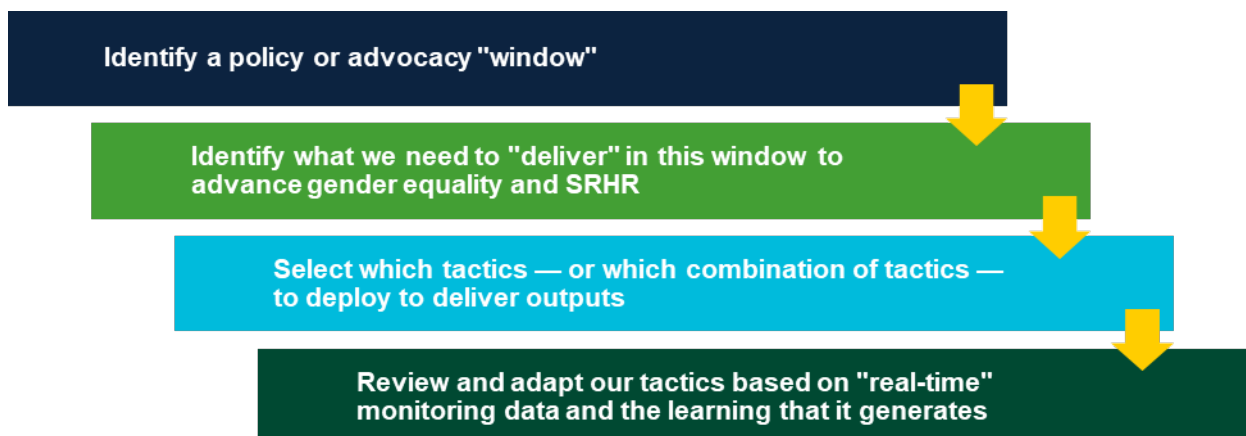 Identify a policy or advocacy "window"
Identify what we need to "deliver" in this window to
advance gender equality and SRHR
Select which tactics — or which combination of tactics —
to deploy to deliver outputs
Review and adapt our tactics based on "real-time"
monitoring data and the learning that it generates